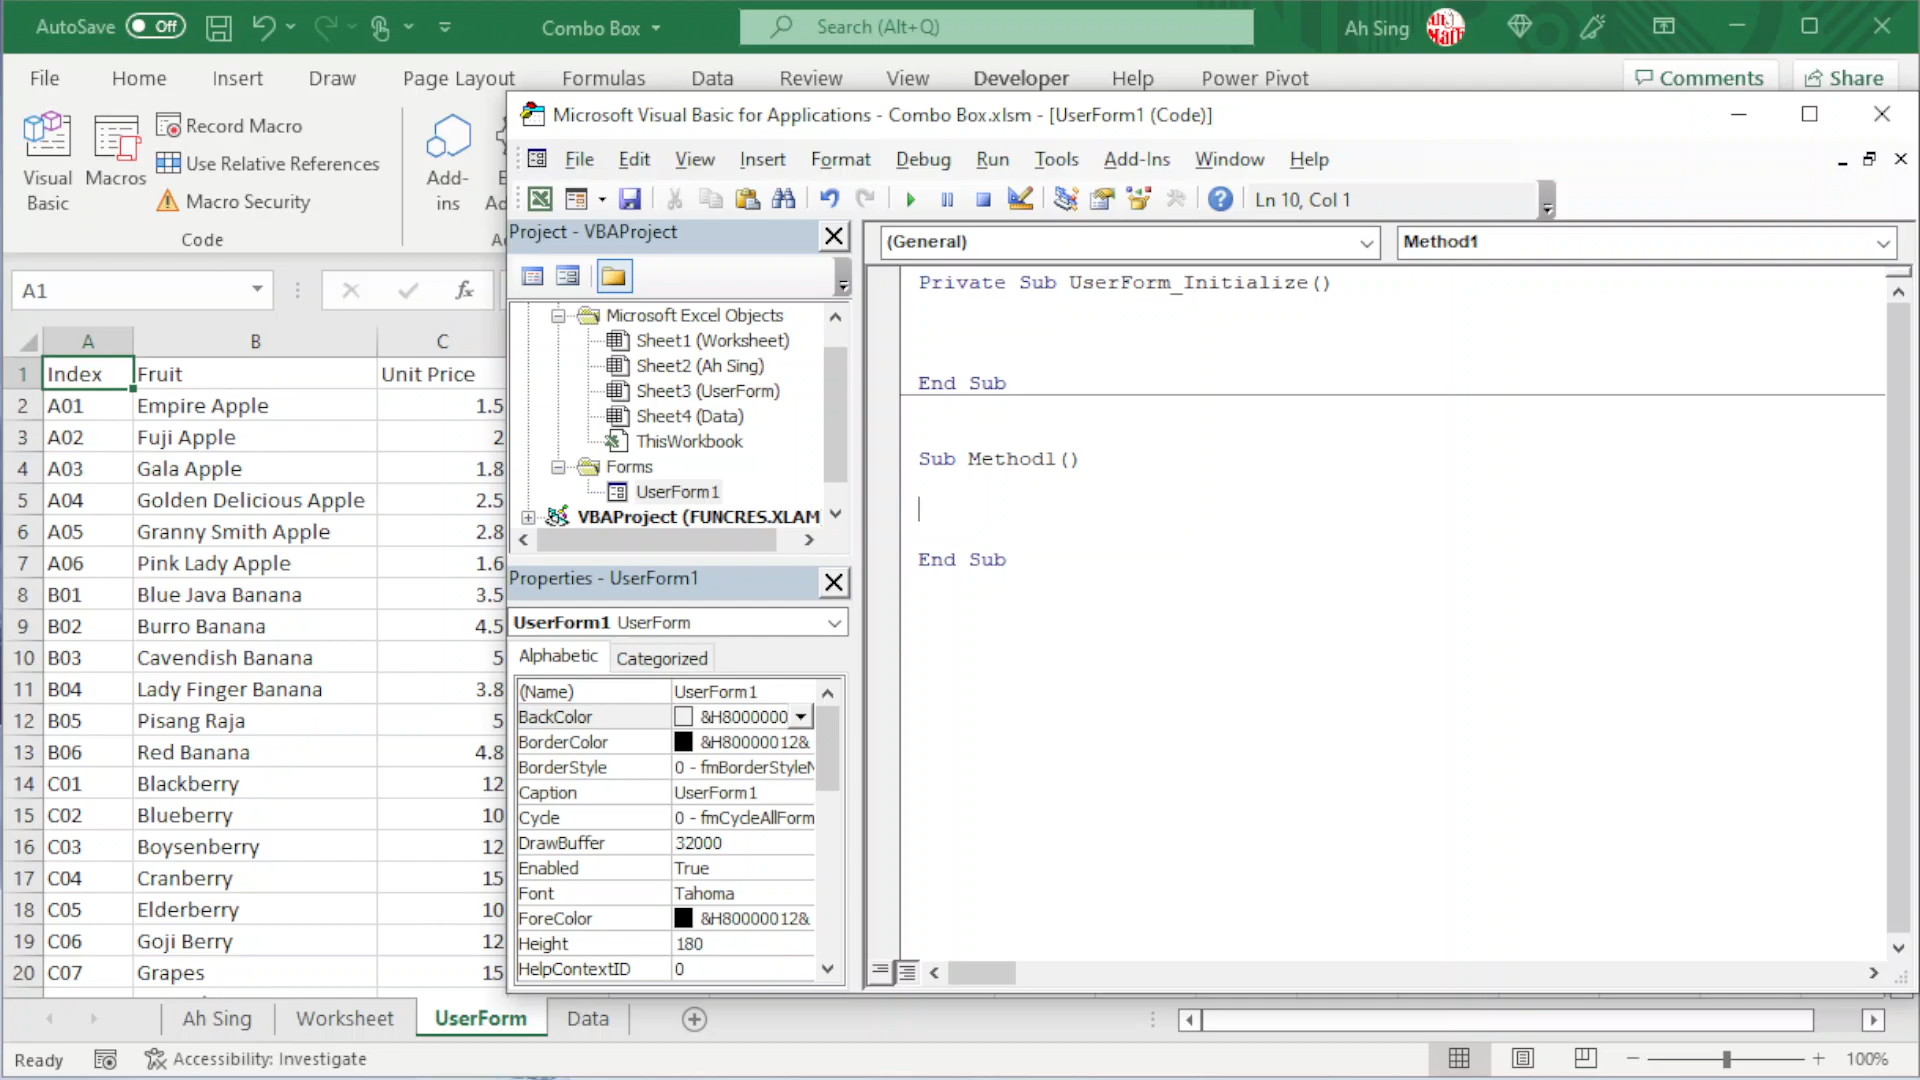 AutoSave Off Combo Box Search (Alt+Q) Ah Sing
File Home Insert Draw Page Layout Formulas Data Review View Developer Help Power Pivot Comments Share
Visual Basic
Macros
Record Macro
Use Relative References
Macro Security
Code
Add-ins
Microsoft Visual Basic for Applications - Combo Box.xlsm - [UserForm1 (Code)]
File Edit View Insert Format Debug Run Tools Add-Ins Window Help
Ln 10, Col 1
Project - VBAProject
Microsoft Excel Objects
Sheet1 (Worksheet)
Sheet2 (Ah Sing)
Sheet3 (UserForm)
Sheet4 (Data)
ThisWorkbook
Forms
UserForm1
VBAProject (FUNCRES.XLAM
Properties - UserForm1
UserForm1 UserForm
Alphabetic Categorized
(Name) UserForm1
BackColor &H8000000
BorderColor &H80000012&
BorderStyle 0 - fmBorderStyleN
Caption UserForm1
Cycle 0 - fmCycleAllForm
DrawBuffer 32000
Enabled True
Font Tahoma
ForeColor &H80000012&
Height 180
HelpContextID 0
(General) Method1
Private Sub UserForm_Initialize()
End Sub
Sub Method1()
End Sub
A1 fx
A B C
1 Index Fruit Unit Price
2 A01 Empire Apple 1.5
3 A02 Fuji Apple 2
4 A03 Gala Apple 1.8
5 A04 Golden Delicious Apple 2.5
6 A05 Granny Smith Apple 2.8
7 A06 Pink Lady Apple 1.6
8 B01 Blue Java Banana 3.5
9 B02 Burro Banana 4.5
10 B03 Cavendish Banana 5
11 B04 Lady Finger Banana 3.8
12 B05 Pisang Raja 5
13 B06 Red Banana 4.8
14 C01 Blackberry 12
15 C02 Blueberry 10
16 C03 Boysenberry 12
17 C04 Cranberry 15
18 C05 Elderberry 10
19 C06 Goji Berry 12
20 C07 Grapes 15
Ah Sing Worksheet UserForm Data
Ready Accessibility: Investigate 100%